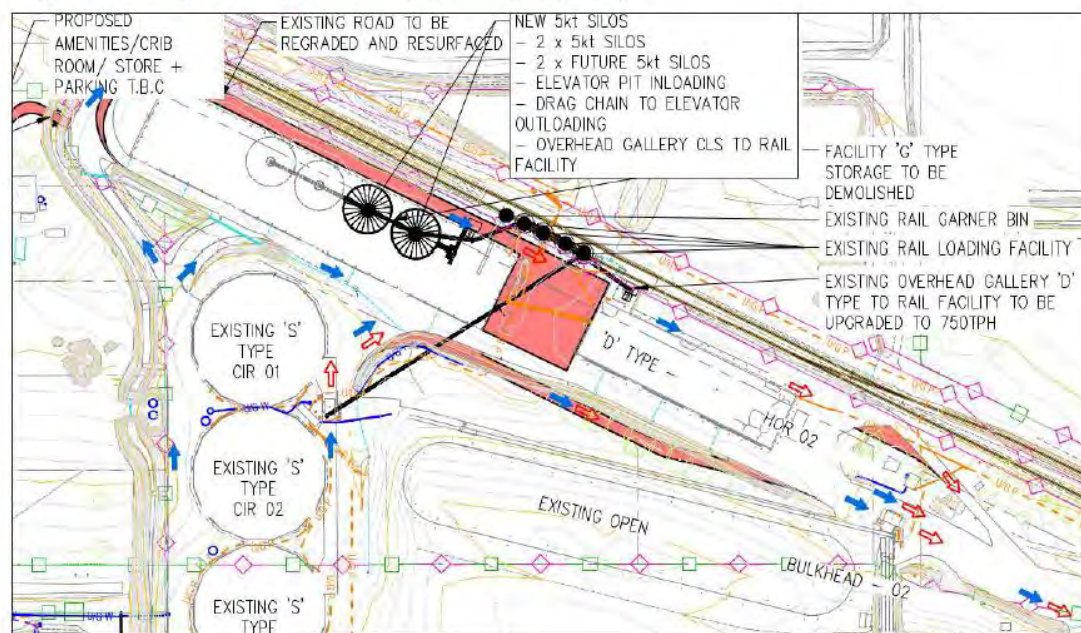 PROPOSED
AMENITIES/CRIB
ROOM/ STORE +
PARKING T.B.C
EXISTING ROAD TO BE
REGRADED AND RESURFACED
NEW 5kt SILOS
- 2 x 5kt SILOS
- 2 x FUTURE 5kt SILOS
- ELEVATOR PIT INLOADING
- DRAG CHAIN TO ELEVATOR
OUTLOADING
- OVERHEAD GALLERY CLS TO RAIL
FACILITY
FACILITY 'G' TYPE
STORAGE TO BE
DEMOLISHED
EXISTING RAIL GARNER BIN
EXISTING RAIL LOADING FACILITY
EXISTING OVERHEAD GALLERY 'D'
TYPE TO RAIL FACILITY TO BE
UPGRADED TO 750TPH
EXISTING 'S'
TYPE
CIR 01
'D' TYPE -
HOR 02
UGW
EXISTING 'S'
TYPE
CIR 02
EXISTING OPEN
BULKHEAD - 02
EXISTING 'S'
TYPE
UGW